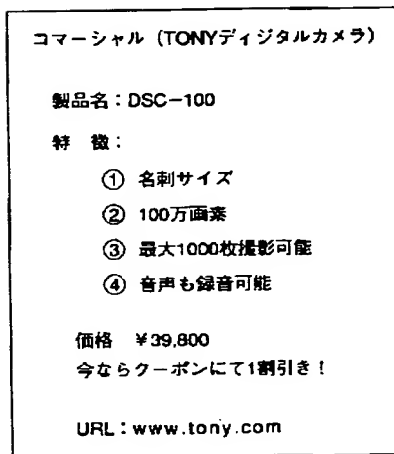 コマーシャル（TONYディジタルカメラ）
製品名：DSC－100
特　徴：
① 名刺サイズ
② 100万画素
③ 最大1000枚撮影可能
④ 音声も録音可能
価格　￥39,800
今ならクーポンにて1割引き！
URL：www.tony.com